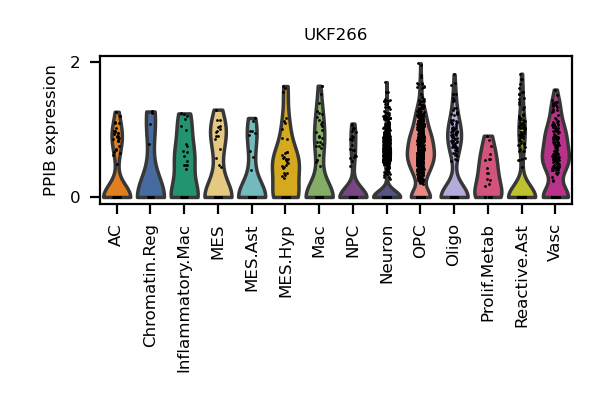 UKF266
PPIB expression
2
0
AC
Chromatin.Reg
Inflammatory.Mac
MES
MES.Ast
MES.Hyp
Mac
NPC
Neuron
OPC
Oligo
Prolif.Metab
Reactive.Ast
Vasc